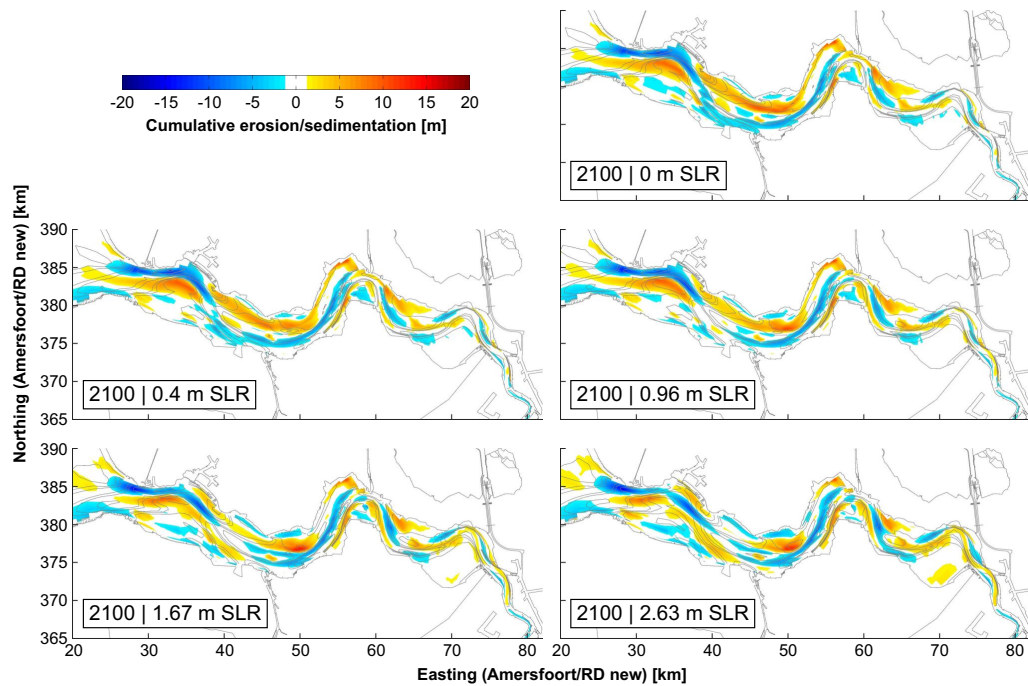 -20 -15 -10 -5 0 5 10 15 20
Cumulative erosion/sedimentation [m]
2100 | 0 m SLR
Northing (Amersfoort/RD new) [km]
390
385
380
375
370
365
2100 | 0.4 m SLR
2100 | 0.96 m SLR
390
385
380
375
370
365
2100 | 1.67 m SLR
2100 | 2.63 m SLR
20 30 40 50 60 70 80
20 30 40 50 60 70 80
Easting (Amersfoort/RD new) [km]